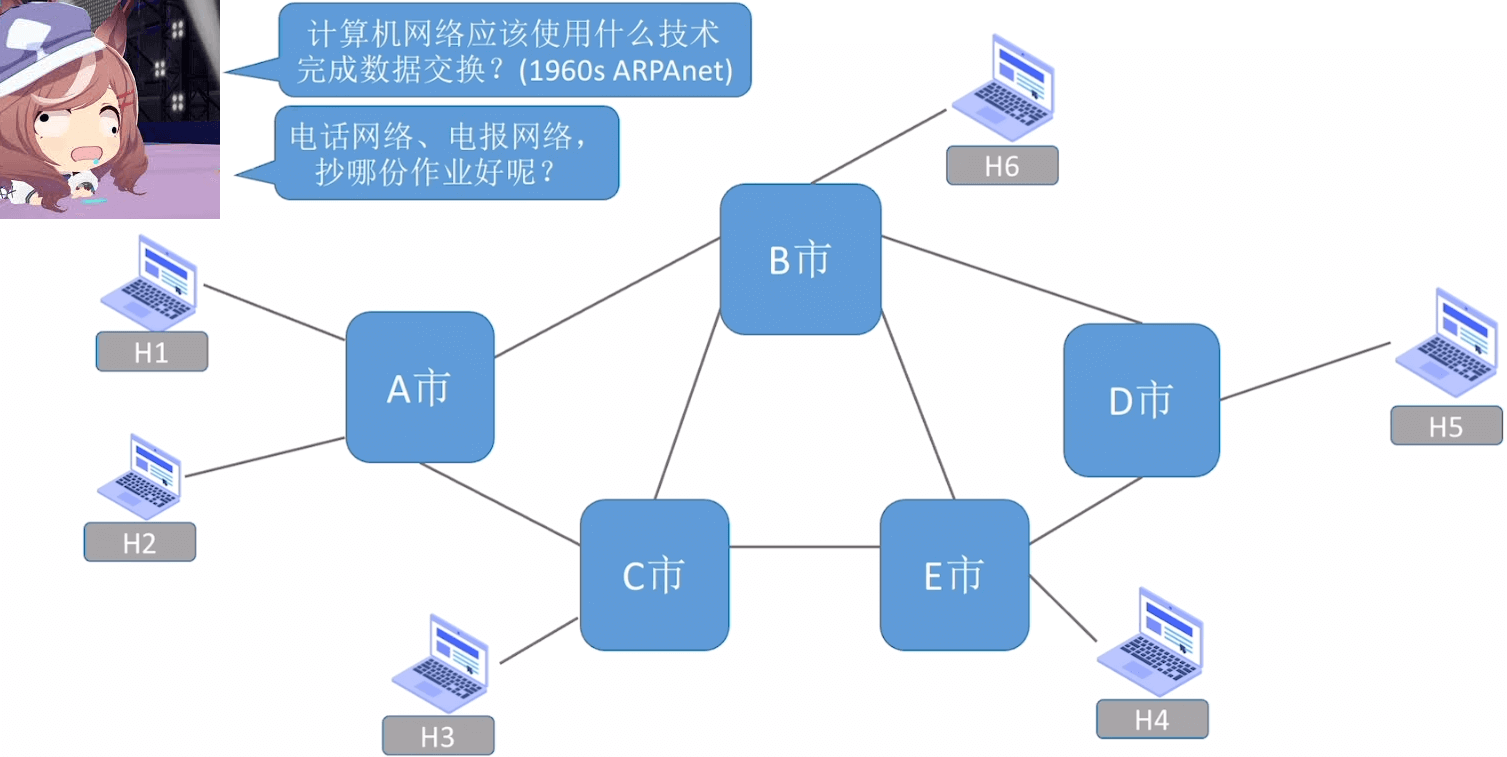 计算机网络应该使用什么技术
完成数据交换？(1960s ARPAnet)
电话网络、电报网络，
抄哪份作业好呢？
H6
B市
H1
A市
D市
H5
H2
C市
E市
H3
H4